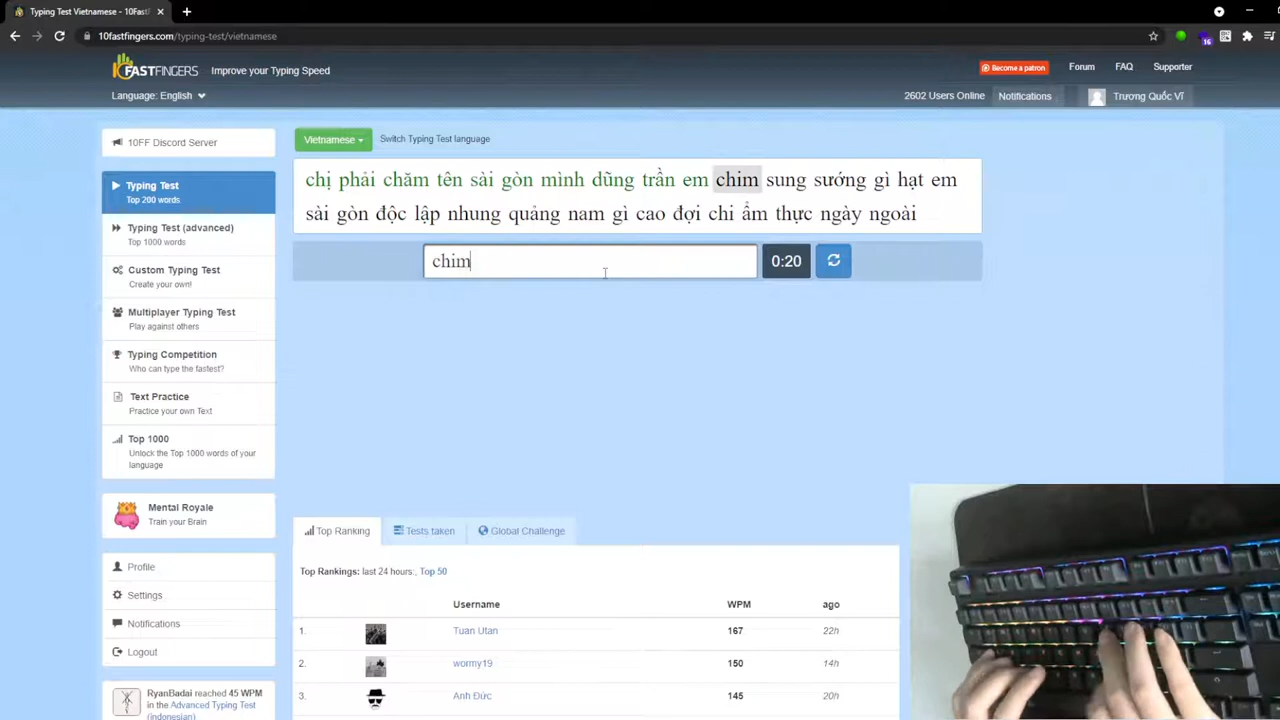 Typing Test Vietnamese - 10Fast
10fastfingers.com/typing-test/vietnamese
16
FASTFINGERS
Improve your Typing Speed
Become a patron
Forum
FAQ
Supporter
Language: English
2602 Users Online
Notifications
Trương Quốc Vĩ
10FF Discord Server
Typing Test
Top 200 words
Typing Test (advanced)
Top 1000 words
Custom Typing Test
Create your own!
Multiplayer Typing Test
Play against others
Typing Competition
Who can type the fastest?
Text Practice
Practice your own Text
Top 1000
Unlock the Top 1000 words of your
language
Mental Royale
Train your Brain
Profile
Settings
Notifications
Logout
RyanBadai reached 45 WPM
in the Advanced Typing Test
(indonesian)
Vietnamese
Switch Typing Test language
chị phải chăm tên sài gòn mình dũng trần em chim sung sướng gì hạt em
sài gòn độc lập nhung quảng nam gì cao đợi chi ẩm thực ngày ngoài
chim
0:20
Top Ranking
Tests taken
Global Challenge
Top Rankings: last 24 hours., Top 50
Username WPM ago
1. Tuan Utan 167 22h
2. wormy19 150 14h
3. Anh Đức 145 20h